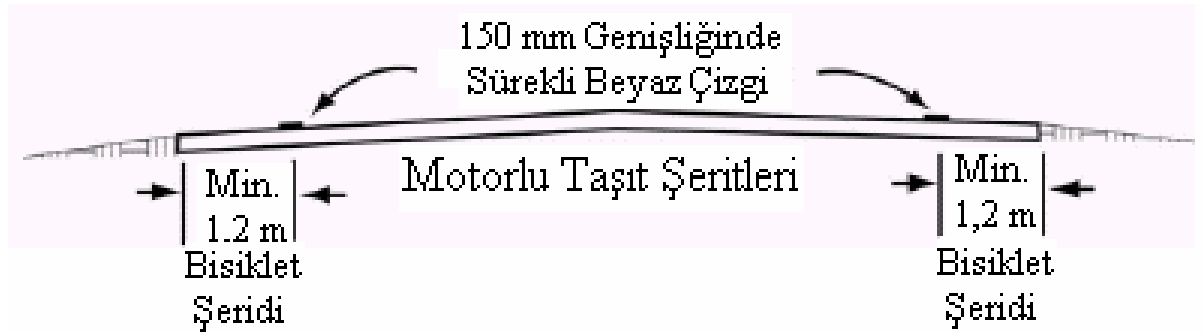 150 mm Genişliğinde
Sürekli Beyaz Çizgi
Motorlu Taşıt Şeritleri
Min.
1.2 m
Bisiklet
Şeridi
Min.
1,2 m
Bisiklet
Şeridi